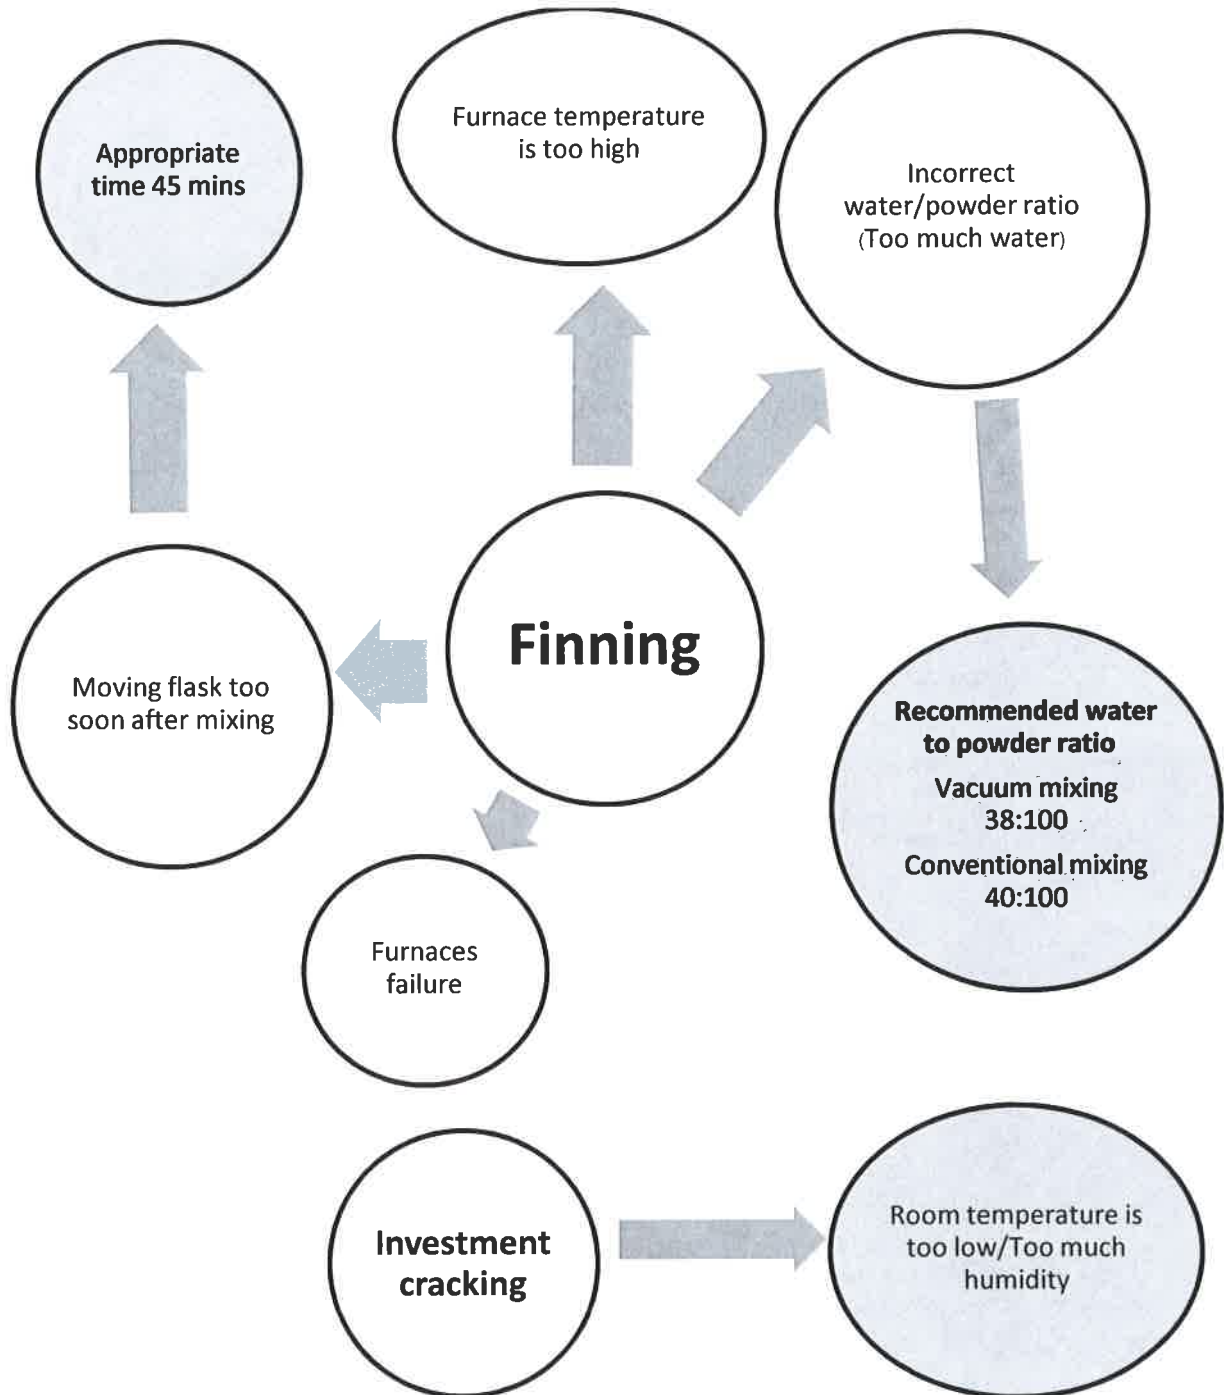 Appropriate
time 45 mins
Furnace temperature
is too high
Incorrect
water/powder ratio
(Too much water)
Finning
Moving flask too
soon after mixing
Recommended water
to powder ratio
Vacuum mixing
38:100
Conventional mixing
40:100
Furnaces
failure
Investment
cracking
Room temperature is
too low/Too much
humidity